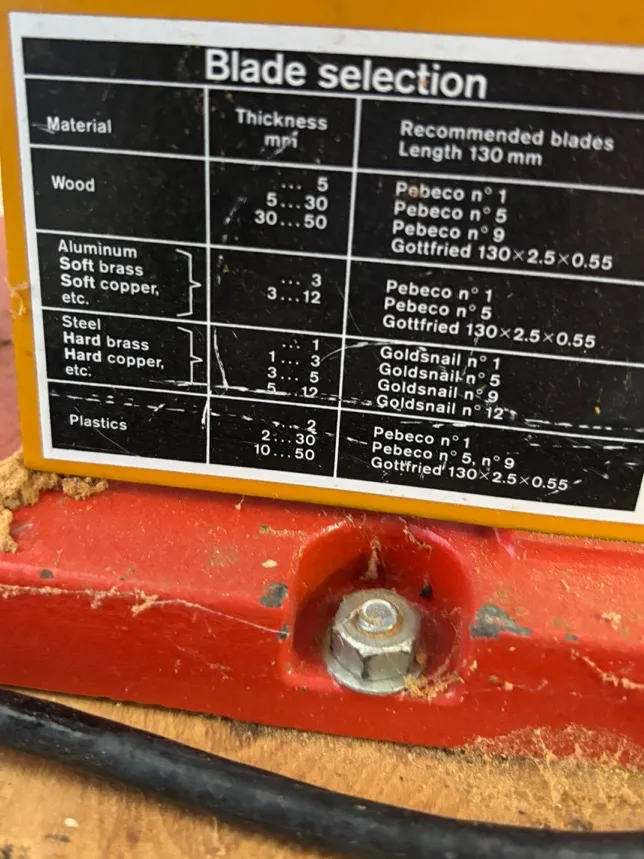 Blade selection
Material
Thickness
mm
Recommended blades
Length 130 mm
Wood
... 5
5...30
30...50
Pebeco n° 1
Pebeco n° 5
Pebeco n° 9
Gottfried 130×2.5×0.55
Aluminum
Soft brass
Soft copper,
etc.
... 3
3...12
Pebeco n° 1
Pebeco n° 5
Gottfried 130×2.5×0.55
Steel
Hard brass
Hard copper,
etc.
... 1
1... 3
3... 5
5 12
Goldsnail n° 1
Goldsnail n° 5
Goldsnail n° 9
Goldsnail n° 12
Plastics
... 2
2...30
10...50
Pebeco n° 1
Pebeco n° 5, n° 9
Gottfried 130×2.5×0.55